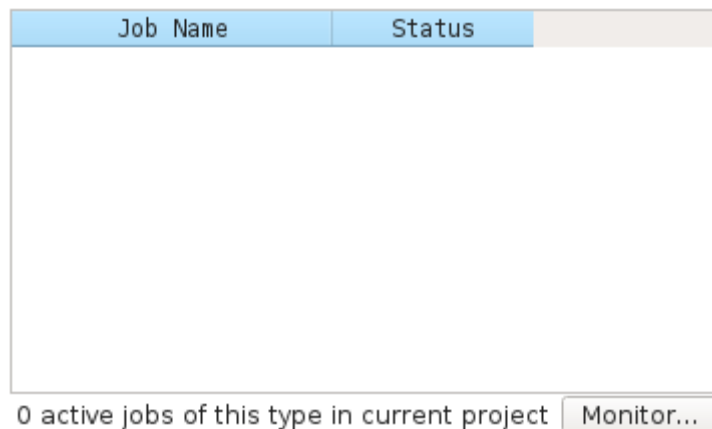 Job Name Status
0 active jobs of this type in current project Monitor...